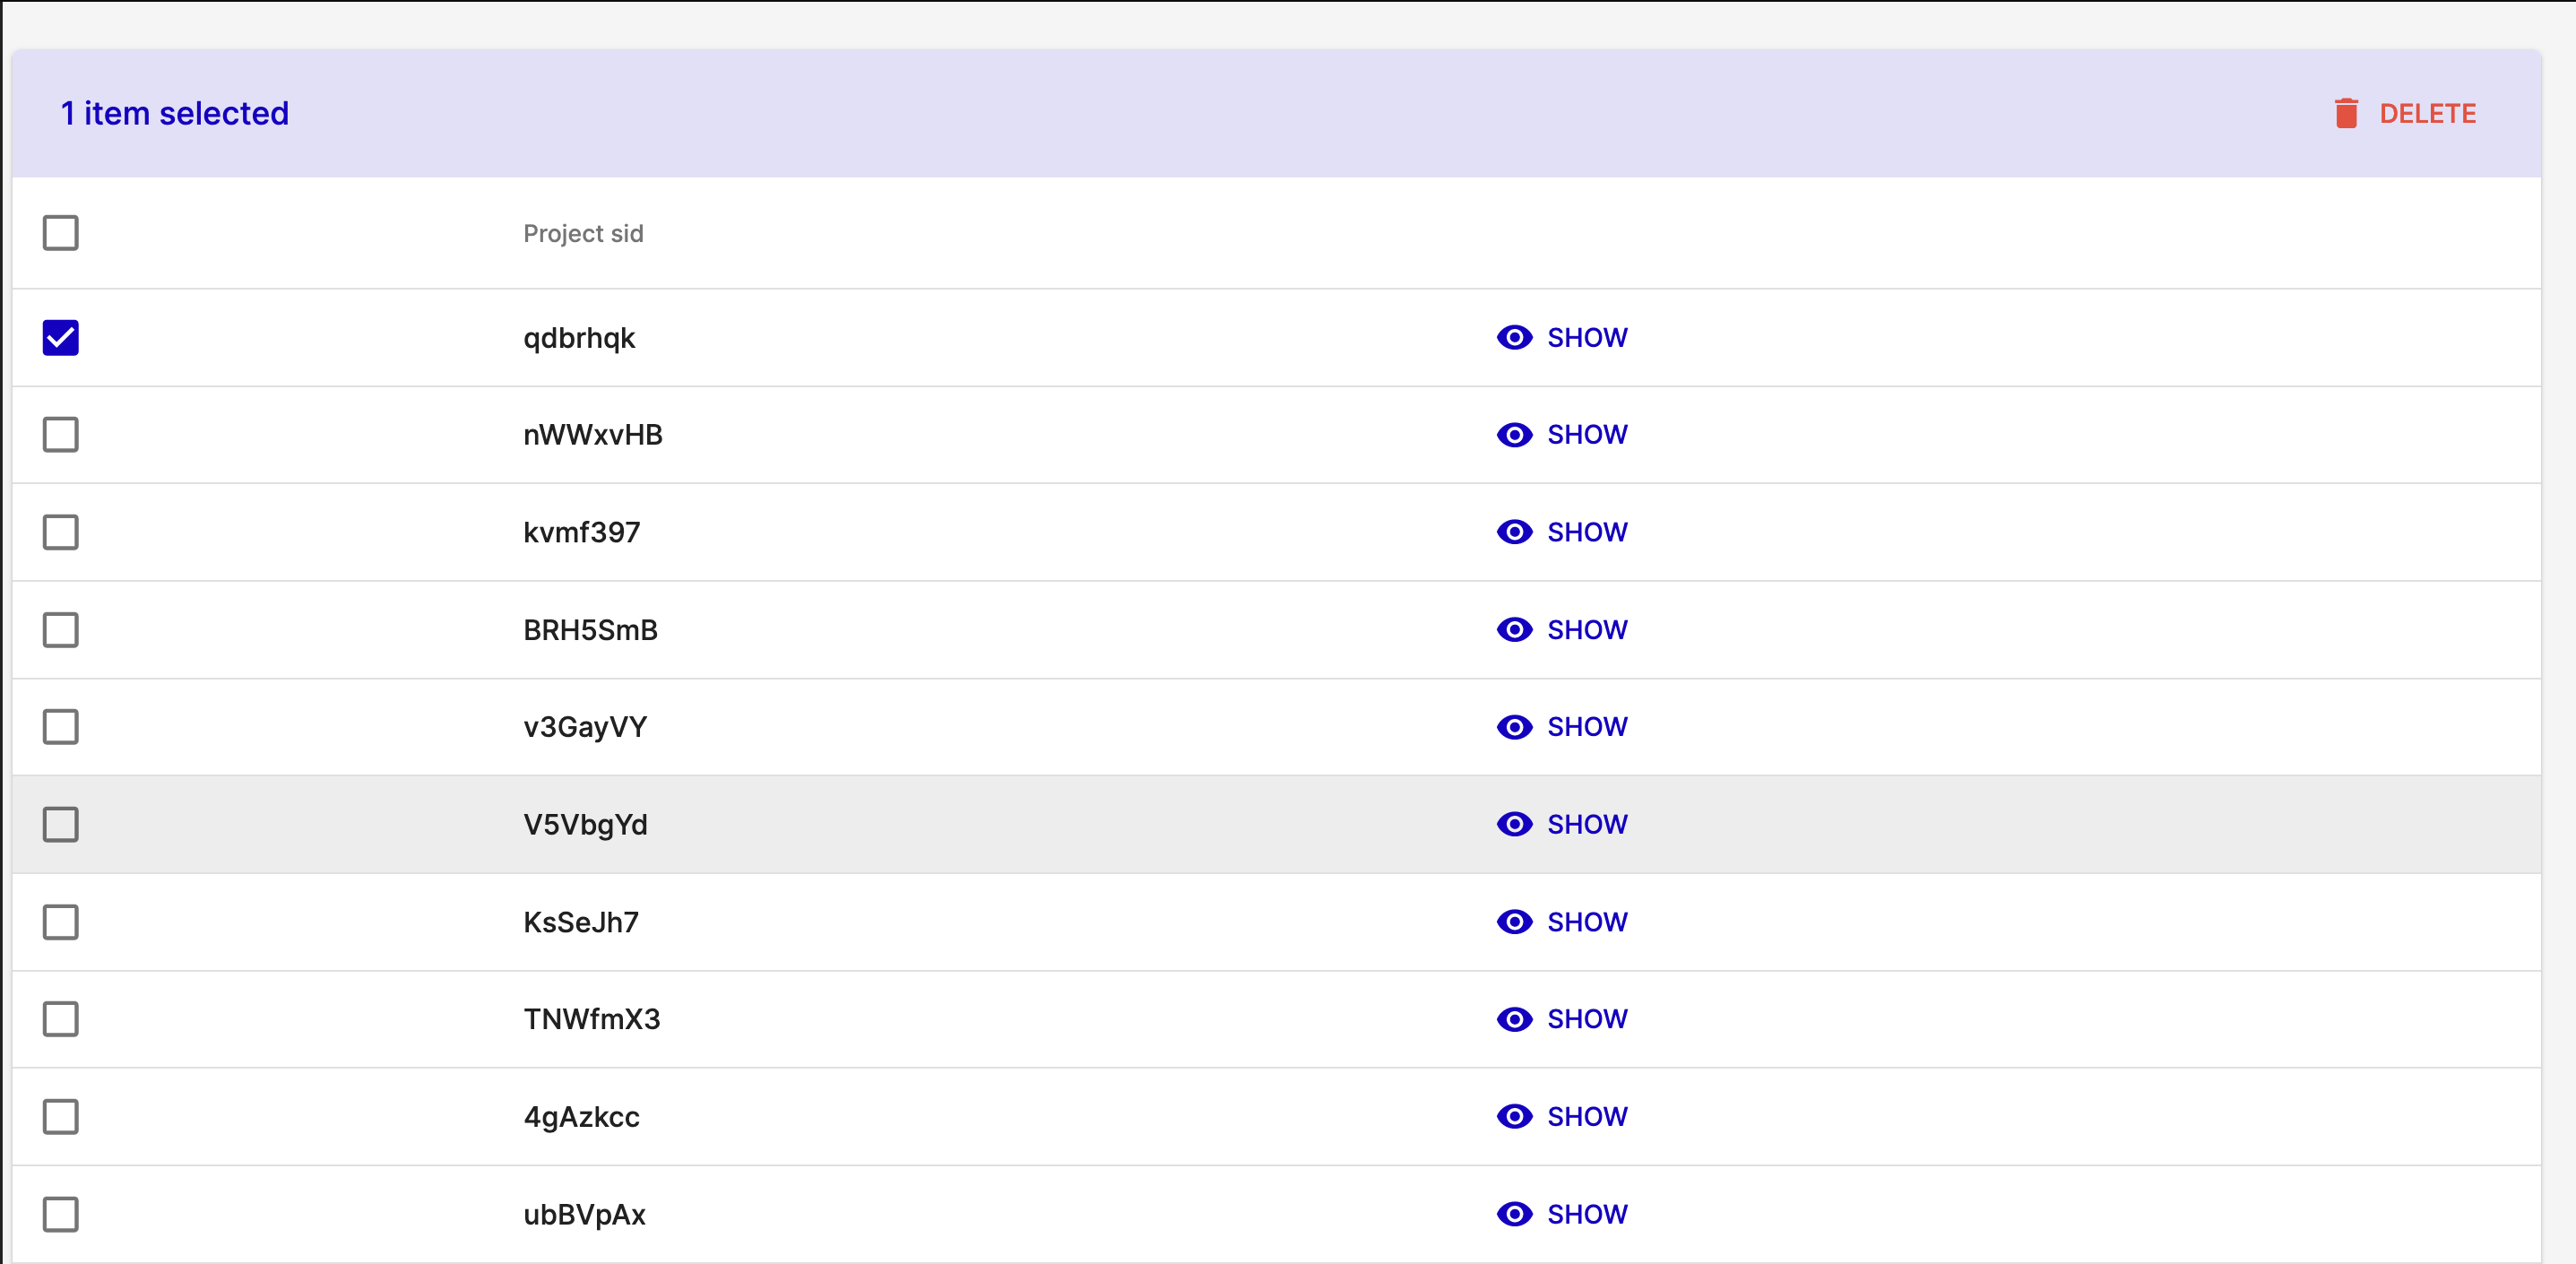 1 item selected DELETE
Project sid
qdbrhqk SHOW
nWWxvHB SHOW
kvmf397 SHOW
BRH5SmB SHOW
v3GayVY SHOW
V5VbgYd SHOW
KsSeJh7 SHOW
TNWfmX3 SHOW
4gAzkcc SHOW
ubBVpAx SHOW